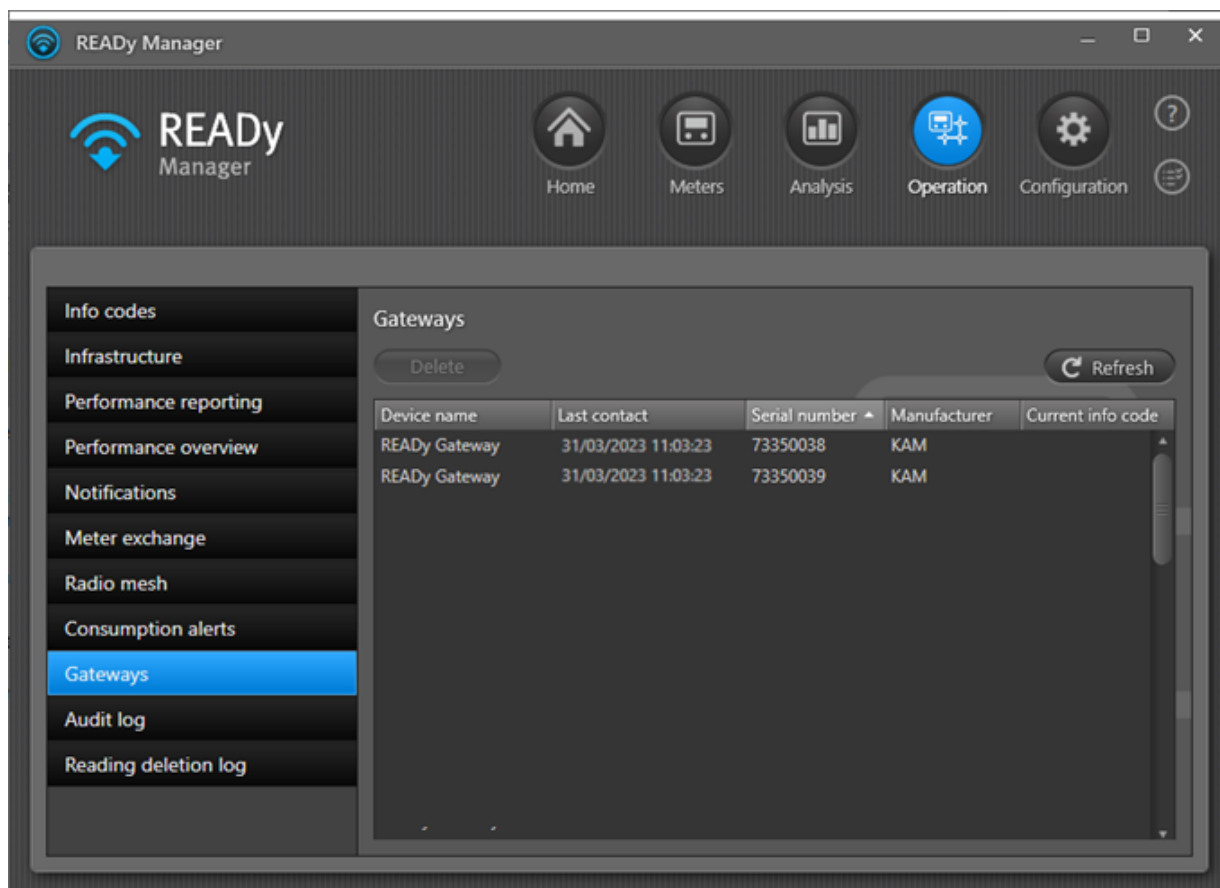 READy Manager
READy
Manager
Home Meters Analysis Operation Configuration
?
Info codes
Infrastructure
Performance reporting
Performance overview
Notifications
Meter exchange
Radio mesh
Consumption alerts
Gateways
Audit log
Reading deletion log
Gateways
Delete
Refresh
Device name Last contact Serial number Manufacturer Current info code
READy Gateway 31/03/2023 11:03:23 73350038 KAM
READy Gateway 31/03/2023 11:03:23 73350039 KAM